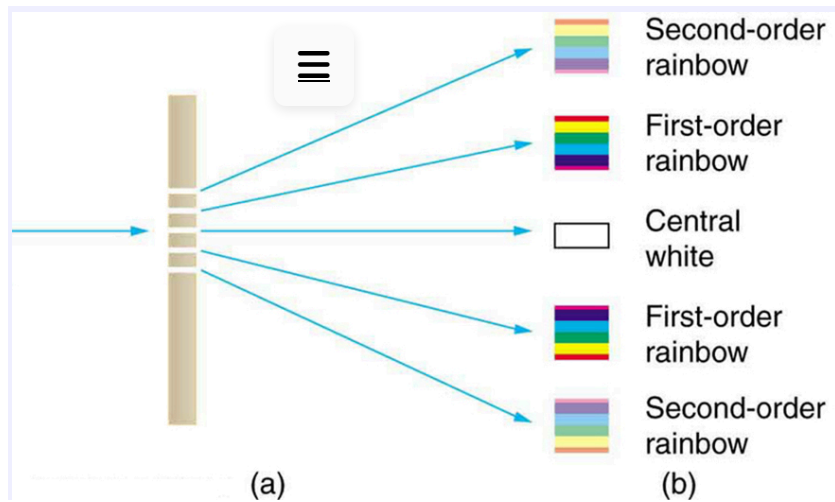 Second-order
rainbow
First-order
rainbow
Central
white
First-order
rainbow
Second-order
rainbow
(a)
(b)